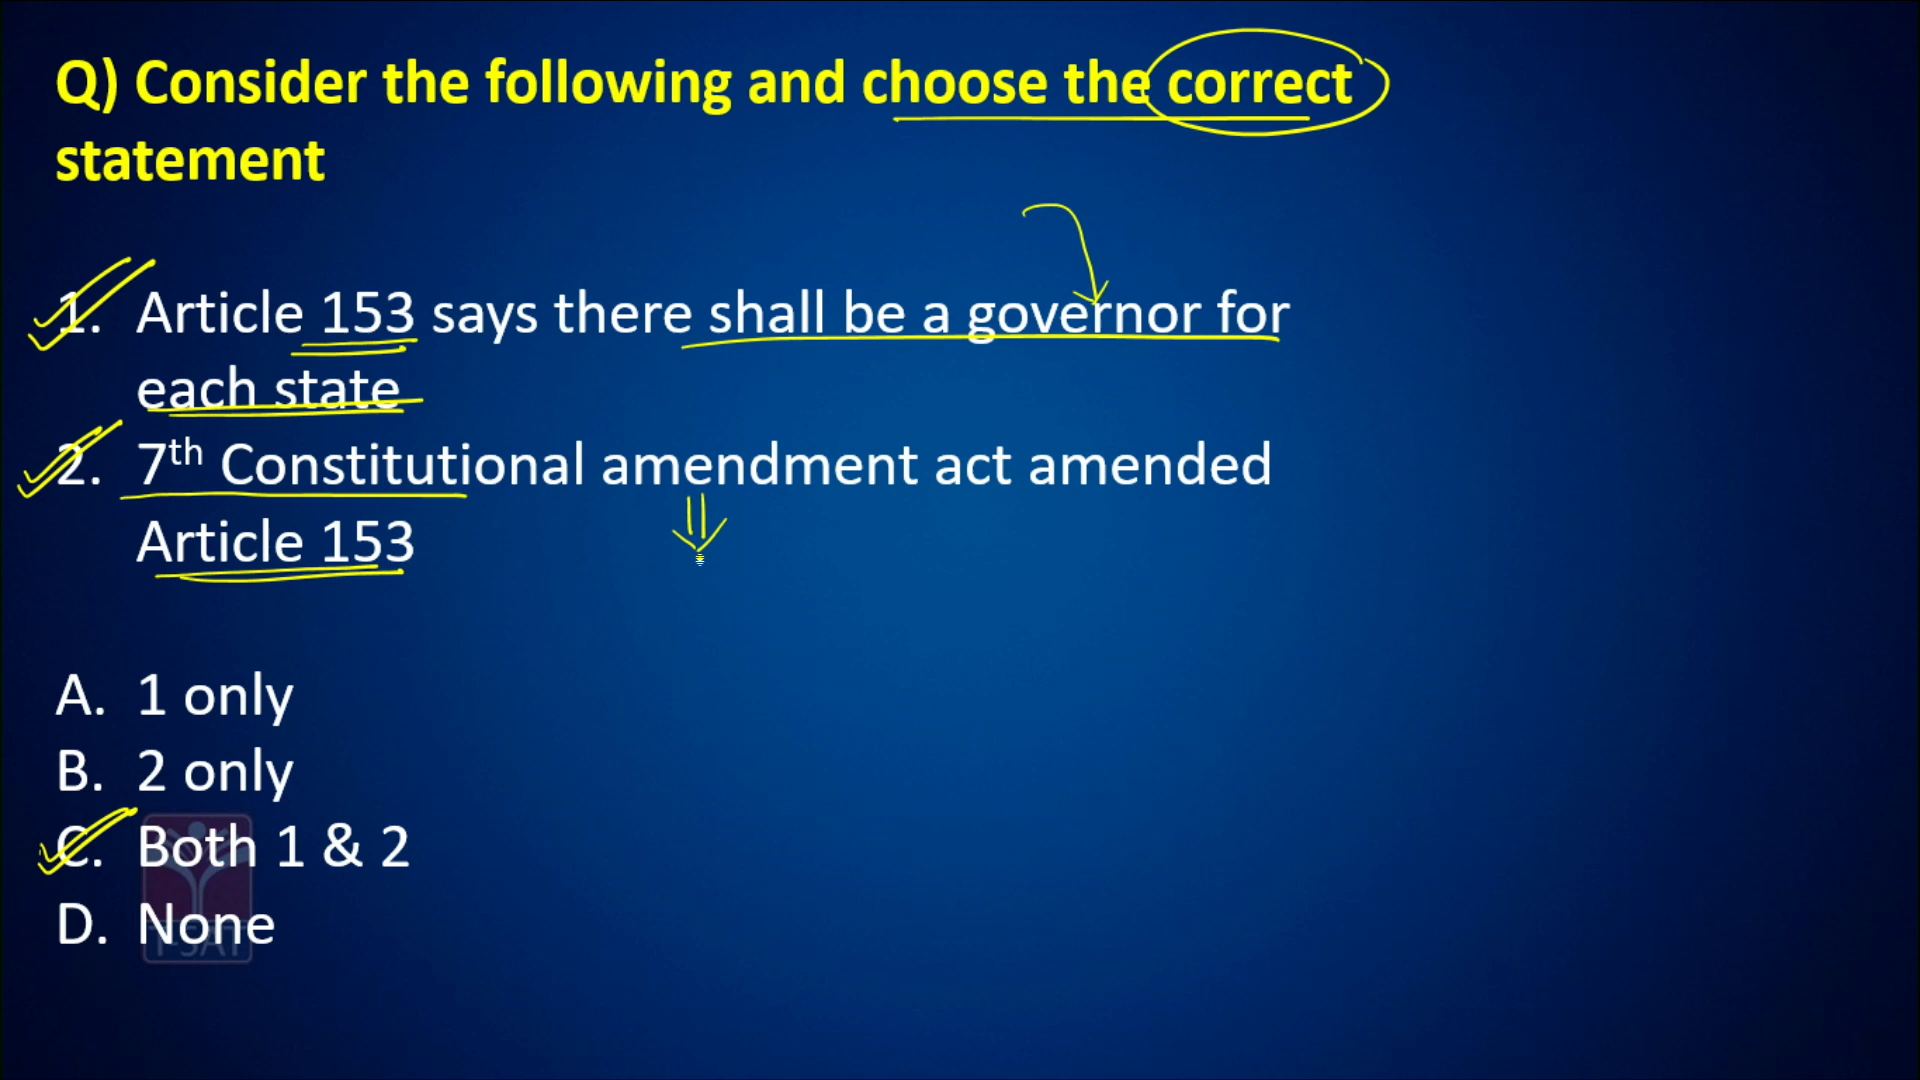 Q) Consider the following and choose the correct
statement
1. Article 153 says there shall be a governor for
each state
2. 7th Constitutional amendment act amended
Article 153
A. 1 only
B. 2 only
C. Both 1 & 2
D. None
T-SAT